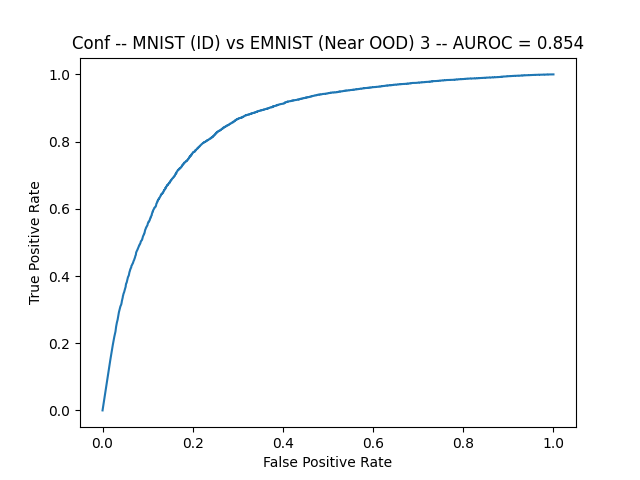 Conf -- MNIST (ID) vs EMNIST (Near OOD) 3 -- AUROC = 0.854
1.0
0.8
0.6
0.4
0.2
0.0
True Positive Rate
0.0 0.2 0.4 0.6 0.8 1.0
False Positive Rate